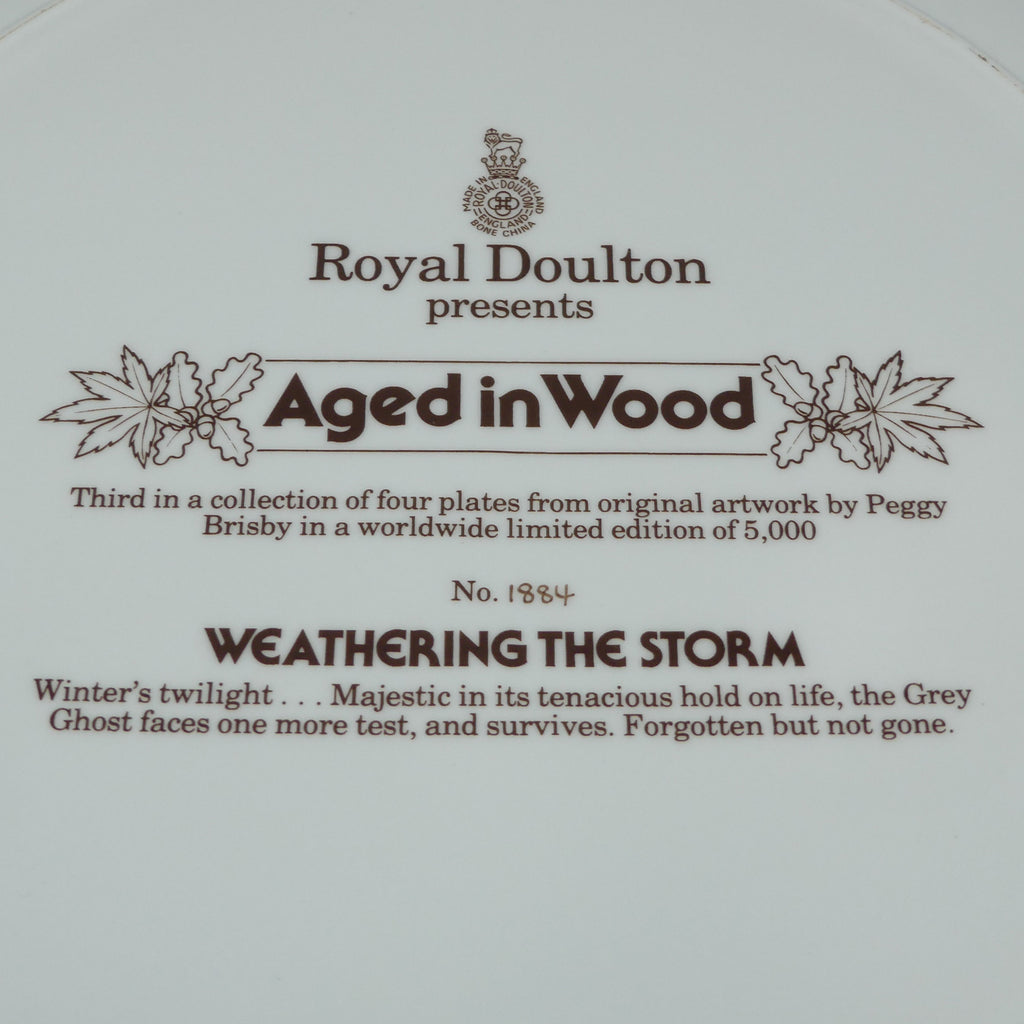 MADE IN ENGLAND
ROYAL·DOULTON
ENGLAND
BONE CHINA
Royal Doulton
presents
Aged in Wood
Third in a collection of four plates from original artwork by Peggy
Brisby in a worldwide limited edition of 5,000
No. 1884
WEATHERING THE STORM
Winter's twilight . . . Majestic in its tenacious hold on life, the Grey
Ghost faces one more test, and survives. Forgotten but not gone.